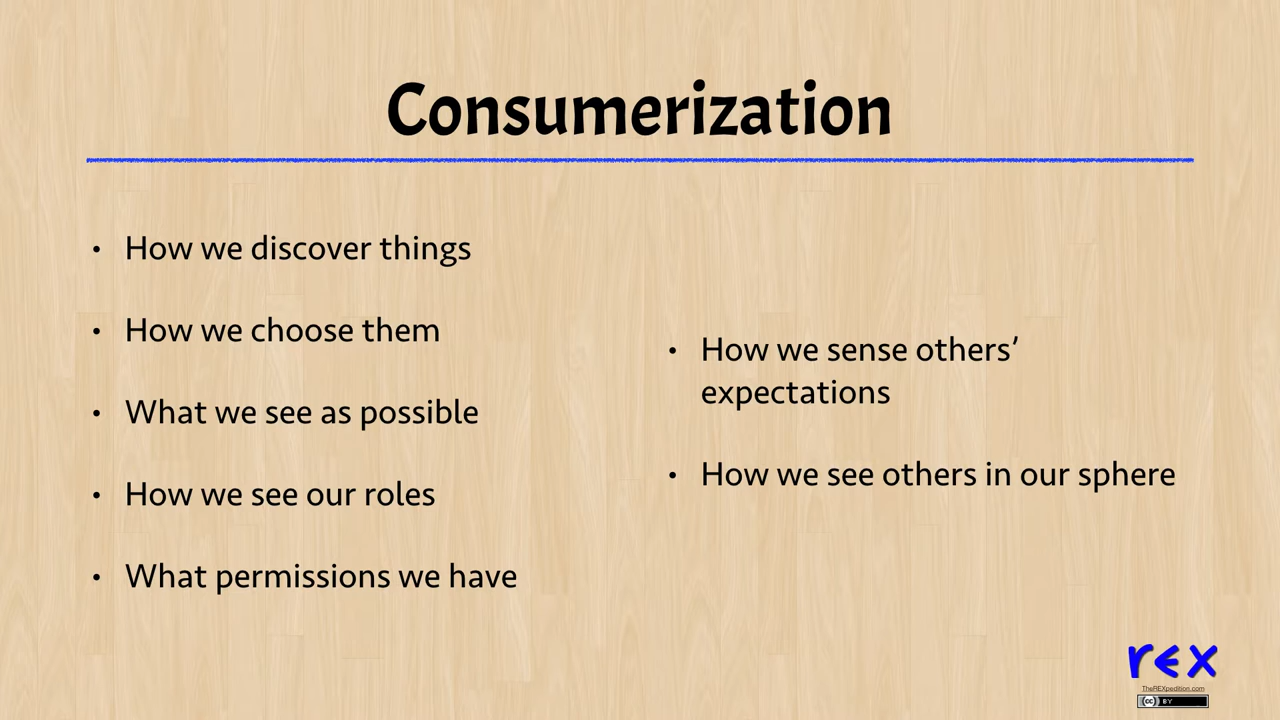 Consumerization
• How we discover things
• How we choose them
• What we see as possible
• How we see our roles
• What permissions we have
• How we sense others’
expectations
• How we see others in our sphere
rex
TheREXpedition.com
cc BY